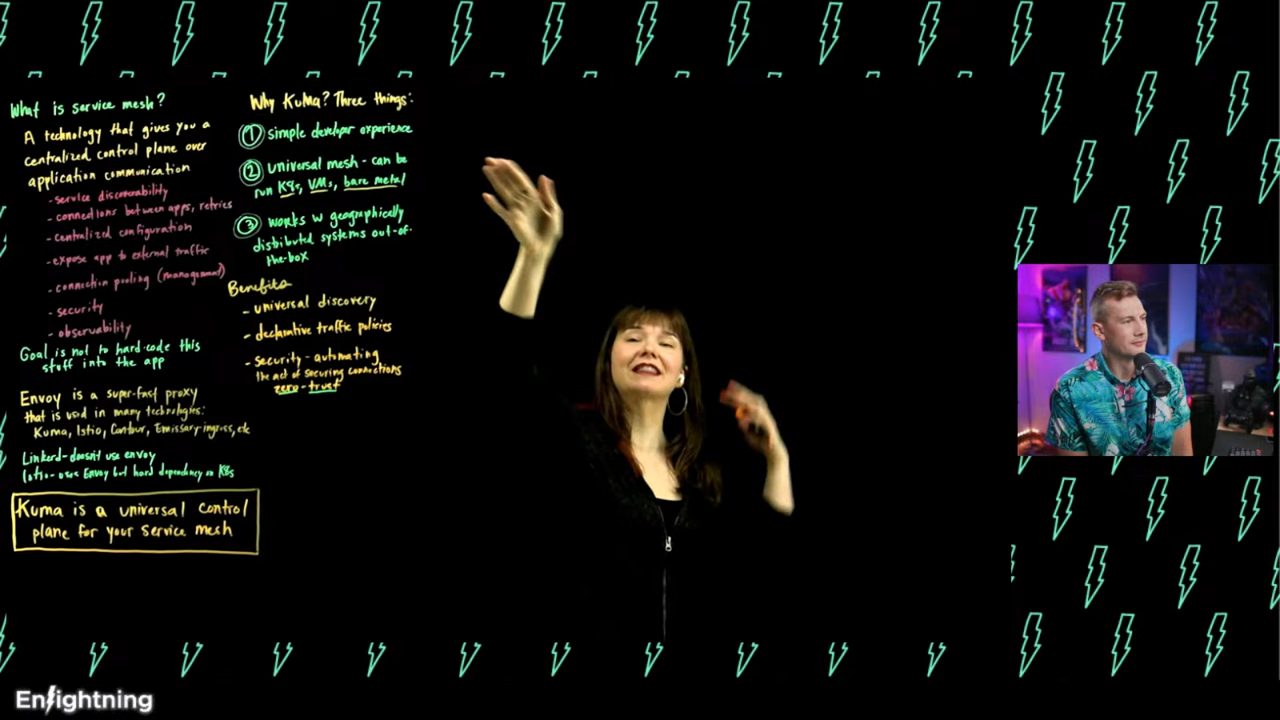 What is service mesh?
A technology that gives you a
centralized control plane over
application communication
- service discoverability
- connections between apps, retries
- centralized configuration
- expose app to external traffic
- connection pooling (management)
- security
- observability
Goal is not to hard-code this
stuff into the app
Envoy is a super-fast proxy
that is used in many technologies:
Kuma, Istio, Contour, Emissary-ingress, etc
Linkerd - doesn't use envoy
Istio - uses Envoy but hard dependency on K8s
Kuma is a universal control
plane for your service mesh
Why Kuma? Three things:
1 simple developer experience
2 universal mesh - can be
run K8s, VMs, bare metal
3 works w geographically
distributed systems out-of-
the-box
Benefits
- universal discovery
- declarative traffic policies
- security - automating
the act of securing connections
zero-trust
Enlightning